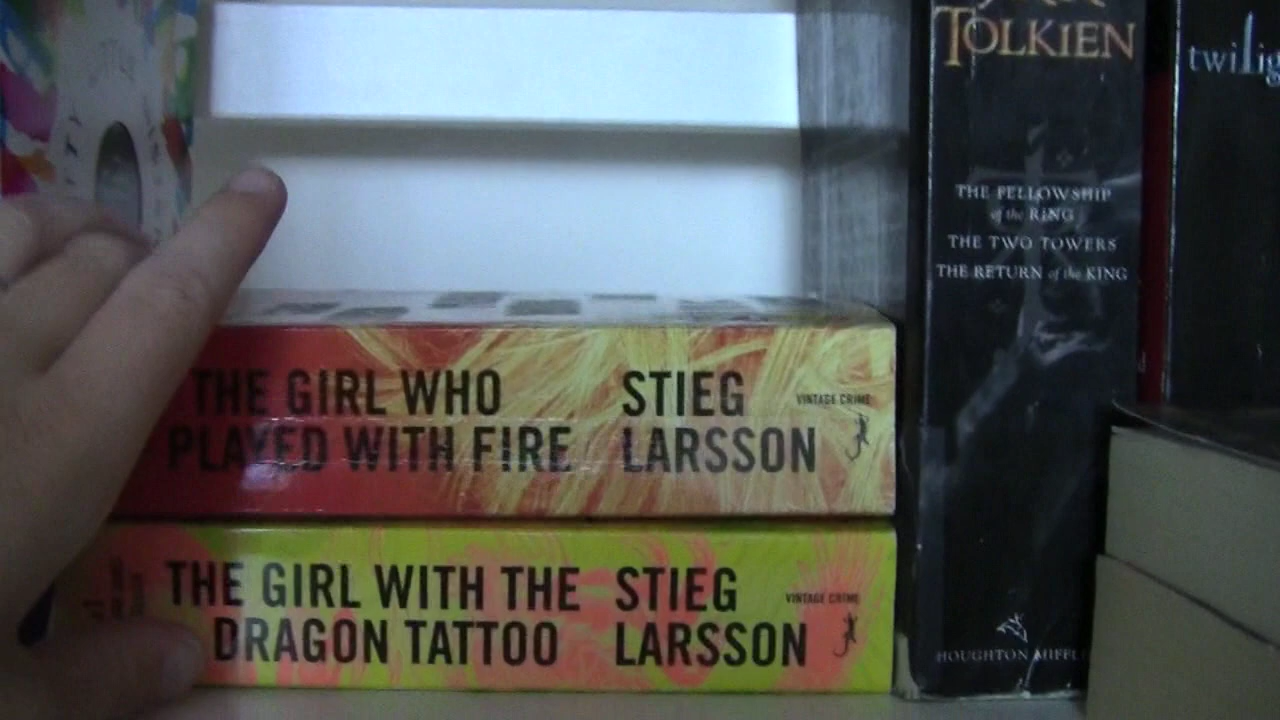 THE GIRL WHO
PLAYED WITH FIRE
STIEG
LARSSON
VINTAGE CRIME
THE GIRL WITH THE
DRAGON TATTOO
STIEG
LARSSON
VINTAGE CRIME
TOLKIEN
THE FELLOWSHIP
of the RING
THE TWO TOWERS
THE RETURN of the KING
HOUGHTON MIFFLI
twilig